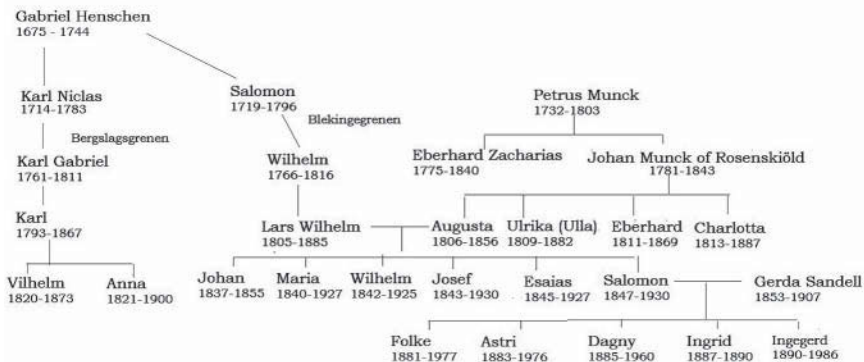 Gabriel Henschen
1675 - 1744
Karl Niclas
1714-1783
Salomon
1719-1796
Petrus Munck
1732-1803
Bergslagsgrenen
Blekingegrenen
Karl Gabriel
1761-1811
Wilhelm
1766-1816
Eberhard Zacharias
1775-1840
Johan Munck of Rosenskiöld
1781-1843
Karl
1793-1867
Lars Wilhelm
1805-1885
Augusta
1806-1856
Ulrika (Ulla)
1809-1882
Eberhard
1811-1869
Charlotta
1813-1887
Vilhelm
1820-1873
Anna
1821-1900
Johan
1837-1855
Maria
1840-1927
Wilhelm
1842-1925
Josef
1843-1930
Esaias
1845-1927
Salomon
1847-1930
Gerda Sandell
1853-1907
Folke
1881-1977
Astri
1883-1976
Dagny
1885-1960
Ingrid
1887-1890
Ingegerd
1890-1986